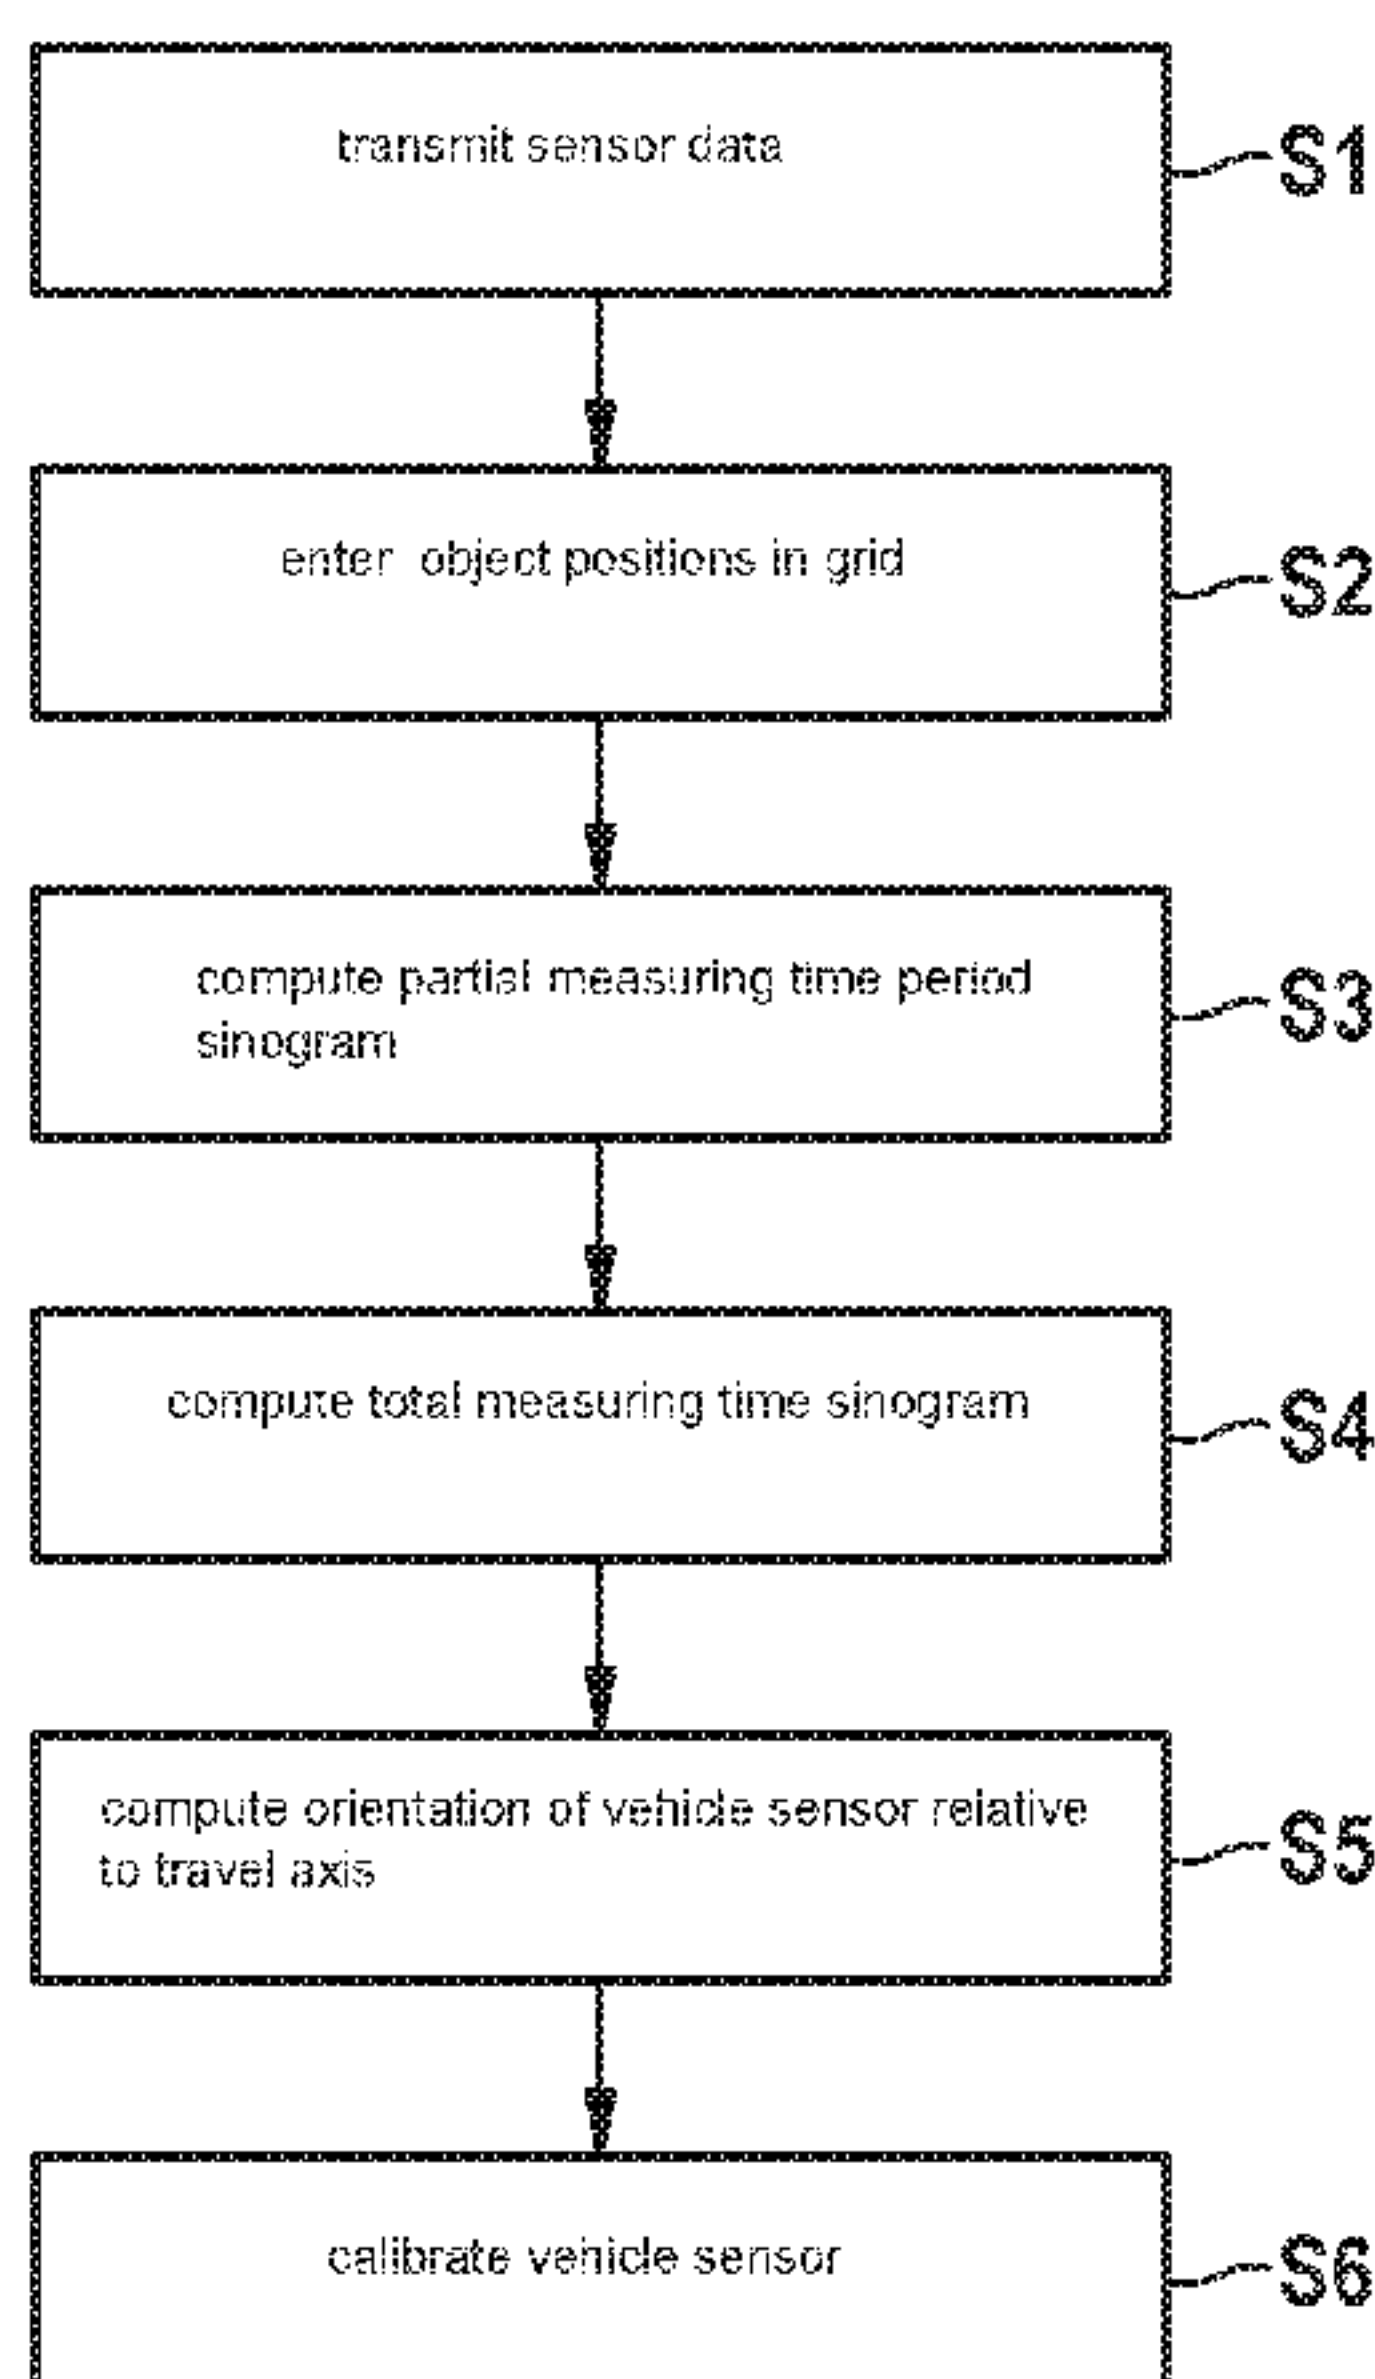 transmit sensor data
S1
enter object positions in grid
S2
compute partial measuring time period
sinogram
S3
compute total measuring time sinogram
S4
compute orientation of vehicle sensor relative
to travel axis
S5
calibrate vehicle sensor
S6